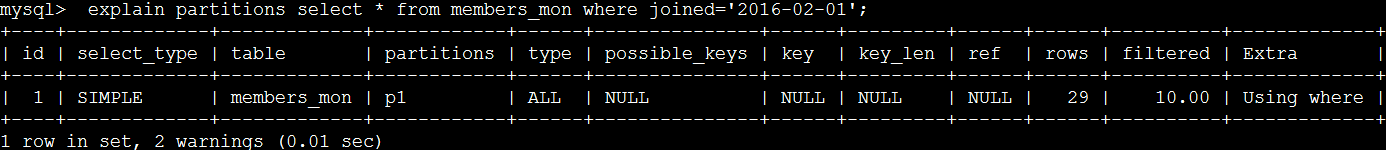 mysql>  explain partitions select * from members_mon where joined='2016-02-01';
+----+-------------+-------------+------------+------+---------------+------+---------+------+------+----------+-------------+
| id | select_type | table       | partitions | type | possible_keys | key  | key_len | ref  | rows | filtered | Extra       |
+----+-------------+-------------+------------+------+---------------+------+---------+------+------+----------+-------------+
|  1 | SIMPLE      | members_mon | p1         | ALL  | NULL          | NULL | NULL    | NULL |   29 |    10.00 | Using where |
+----+-------------+-------------+------------+------+---------------+------+---------+------+------+----------+-------------+
1 row in set, 2 warnings (0.01 sec)